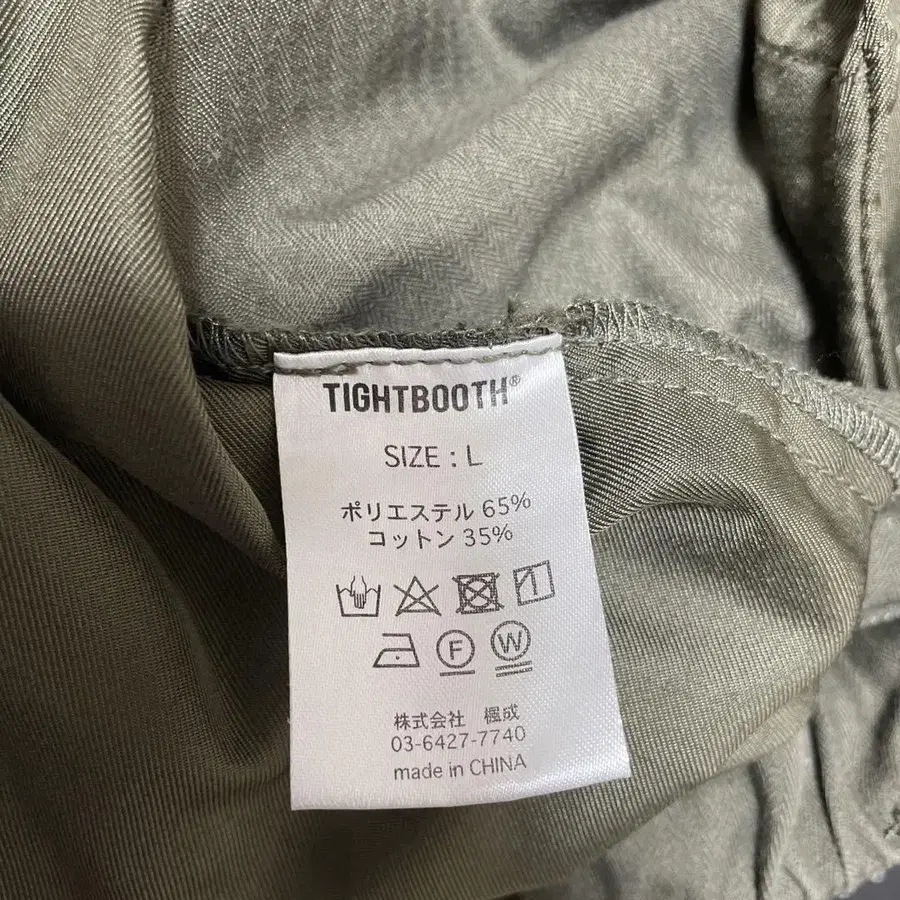 TIGHTBOOTH®
SIZE : L
ポリエステル 65%
コットン 35%
F W
株式会社 楓成
03-6427-7740
made in CHINA